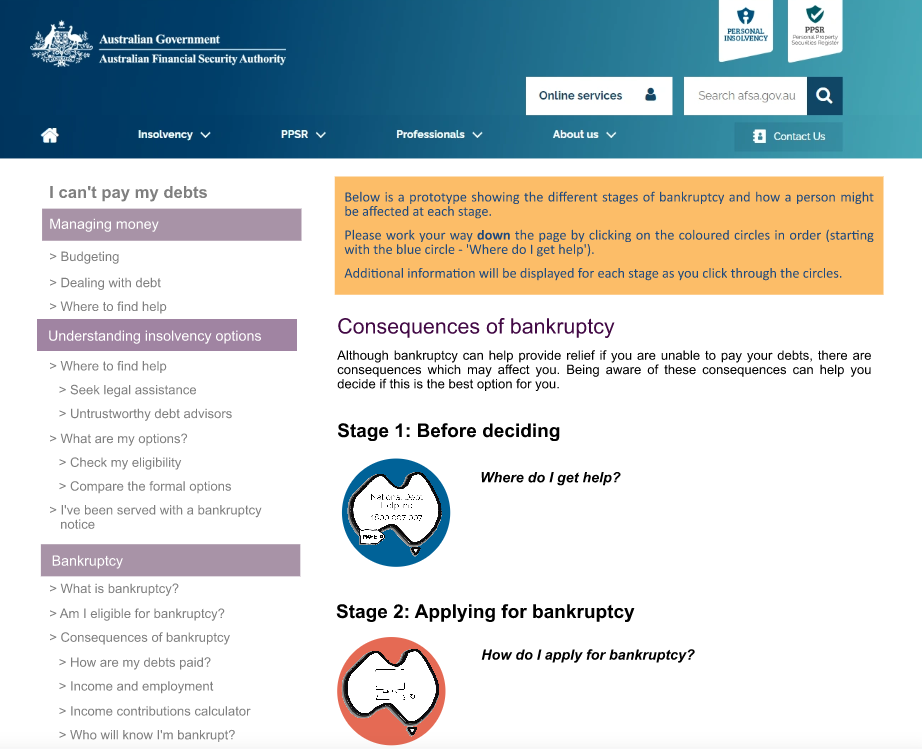 Australian Government
Australian Financial Security Authority
PERSONAL
INSOLVENCY
PPSR
Personal Property
Securities Register
Online services
Search afsa.gov.au
Insolvency
PPSR
Professionals
About us
Contact Us
I can't pay my debts
Managing money
> Budgeting
> Dealing with debt
> Where to find help
Understanding insolvency options
> Where to find help
> Seek legal assistance
> Untrustworthy debt advisors
> What are my options?
> Check my eligibility
> Compare the formal options
> I've been served with a bankruptcy
notice
Bankruptcy
> What is bankruptcy?
> Am I eligible for bankruptcy?
> Consequences of bankruptcy
> How are my debts paid?
> Income and employment
> Income contributions calculator
> Who will know I'm bankrupt?
Below is a prototype showing the different stages of bankruptcy and how a person might
be affected at each stage.
Please work your way down the page by clicking on the coloured circles in order (starting
with the blue circle - 'Where do I get help').
Additional information will be displayed for each stage as you click through the circles.
Consequences of bankruptcy
Although bankruptcy can help provide relief if you are unable to pay your debts, there are
consequences which may affect you. Being aware of these consequences can help you
decide if this is the best option for you.
Stage 1: Before deciding
National Debt
Where do I get help?
Stage 2: Applying for bankruptcy
How do I apply for bankruptcy?